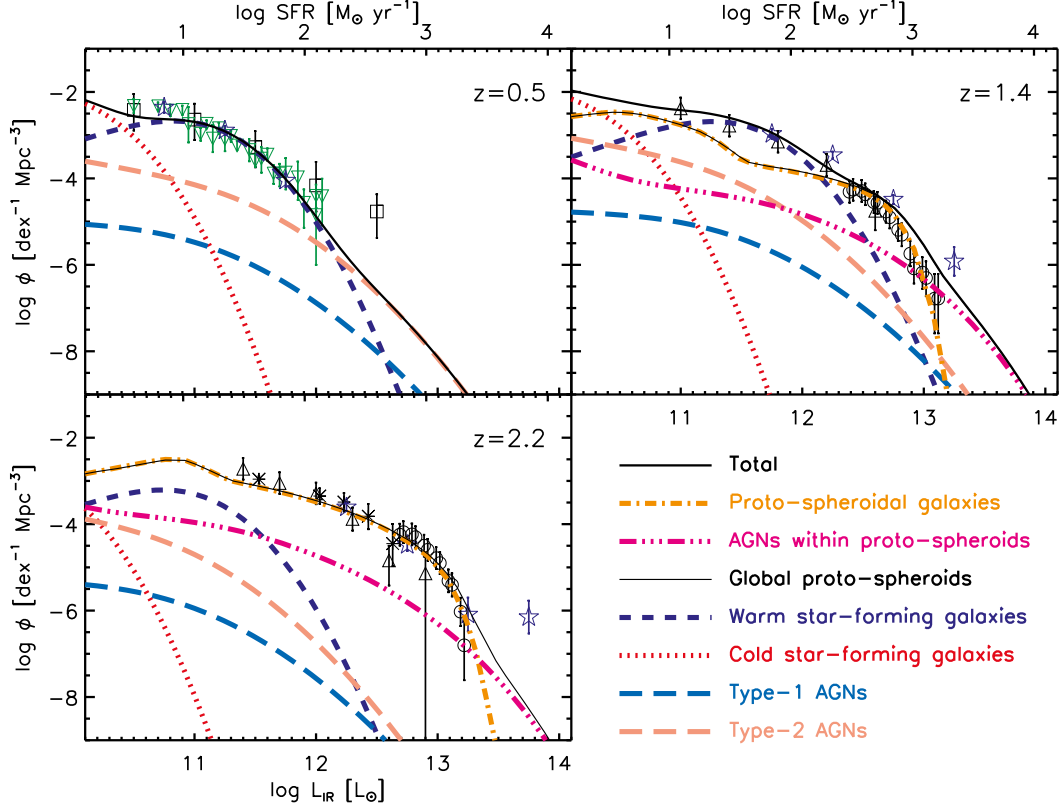 log SFR [M⊙ yr⁻¹]
log SFR [M⊙ yr⁻¹]
1 2 3 4
1 2 3 4
z=0.5
z=1.4
log φ [dex⁻¹ Mpc⁻³]
-2
-4
-6
-8
11 12 13 14
z=2.2
log φ [dex⁻¹ Mpc⁻³]
-2
-4
-6
-8
11 12 13 14
log L_IR [L⊙]
Total
Proto-spheroidal galaxies
AGNs within proto-spheroids
Global proto-spheroids
Warm star-forming galaxies
Cold star-forming galaxies
Type-1 AGNs
Type-2 AGNs